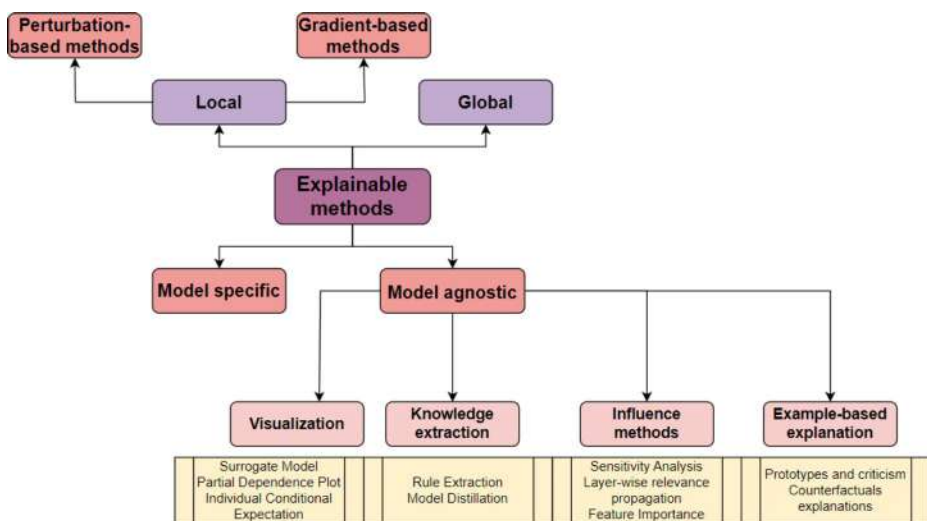 Perturbation-
based methods
Gradient-based
methods
Local
Global
Explainable
methods
Model specific
Model agnostic
Visualization
Knowledge
extraction
Influence
methods
Example-based
explanation
Surrogate Model
Partial Dependence Plot
Individual Conditional
Expectation
Rule Extraction
Model Distillation
Sensitivity Analysis
Layer-wise relevance
propagation
Feature Importance
Prototypes and criticism
Counterfactuals
explanations